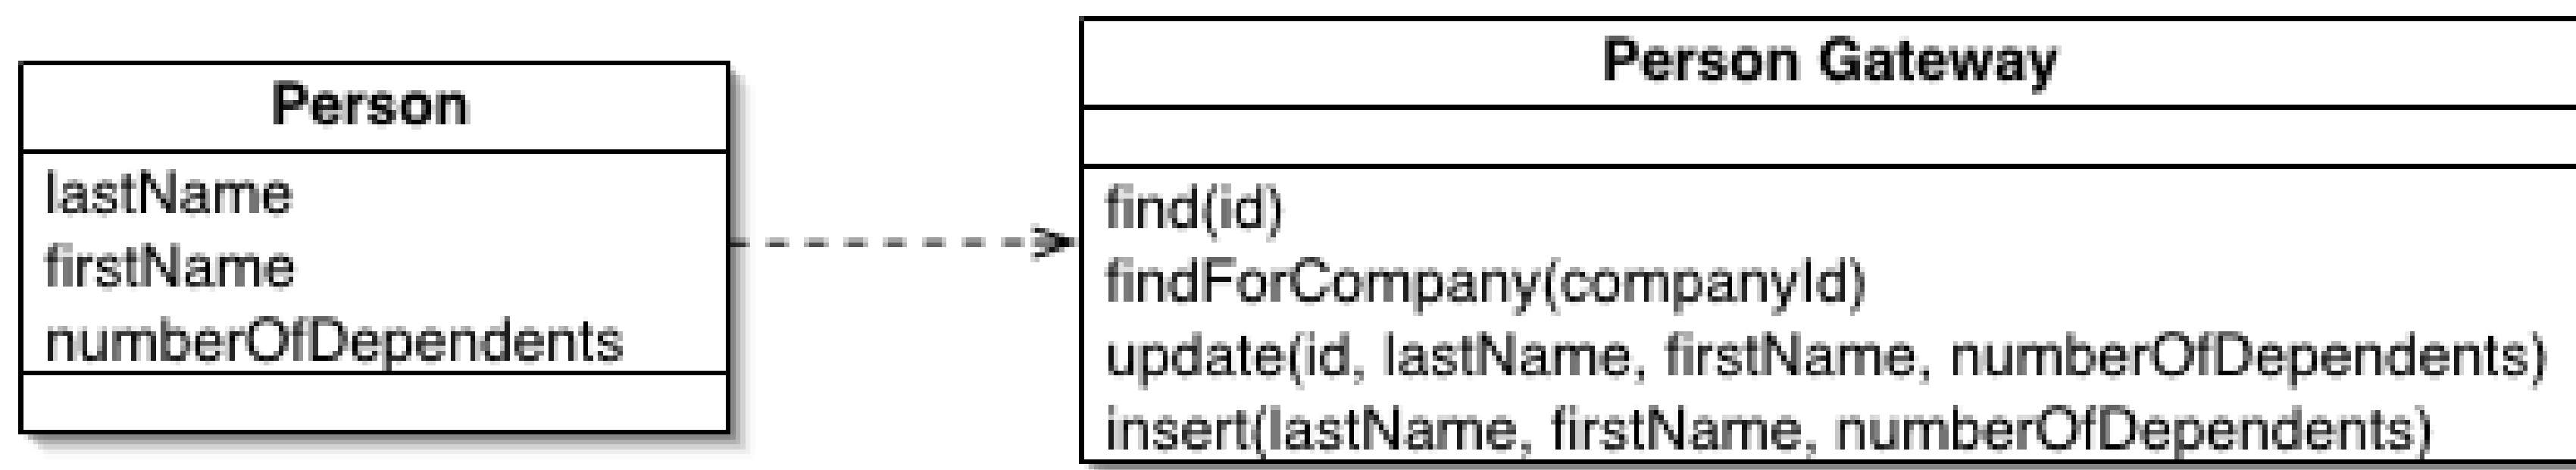 Person
lastName
firstName
numberOfDependents
Person Gateway
find(id)
findForCompany(companyId)
update(id, lastName, firstName, numberOfDependents)
insert(lastName, firstName, numberOfDependents)